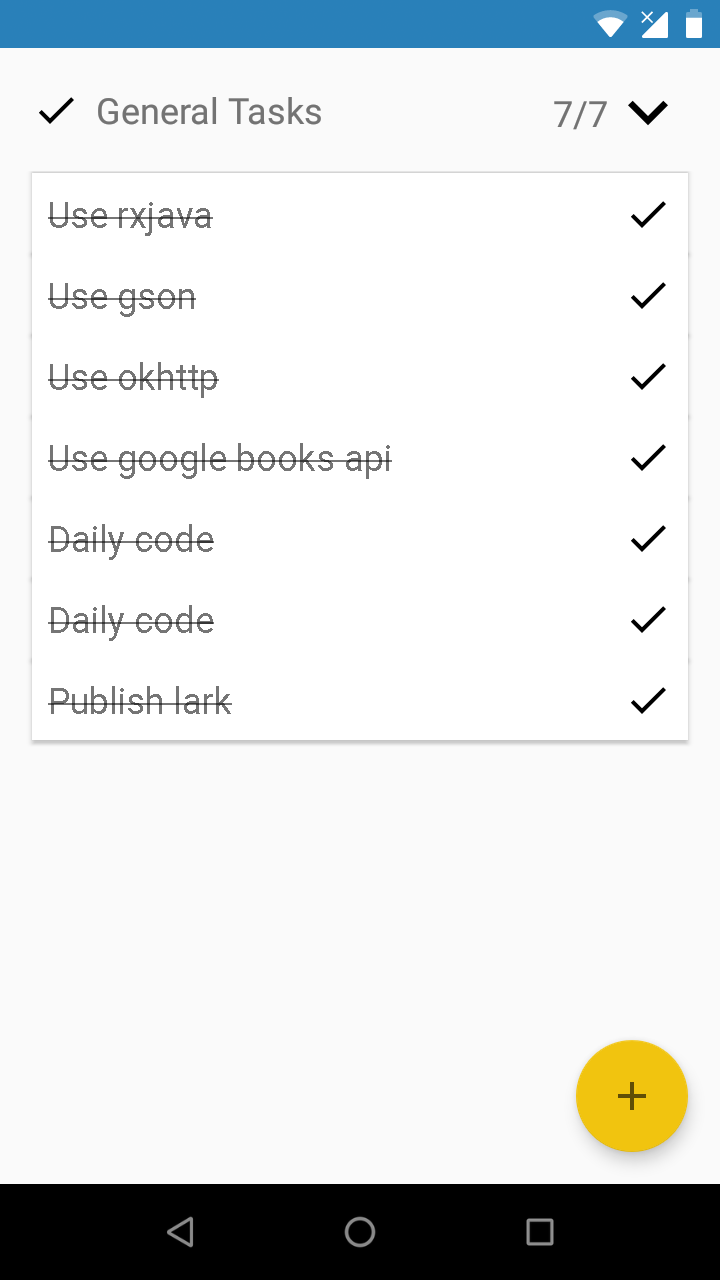 General Tasks 7/7
Use rxjava
Use gson
Use okhttp
Use google books api
Daily code
Daily code
Publish lark